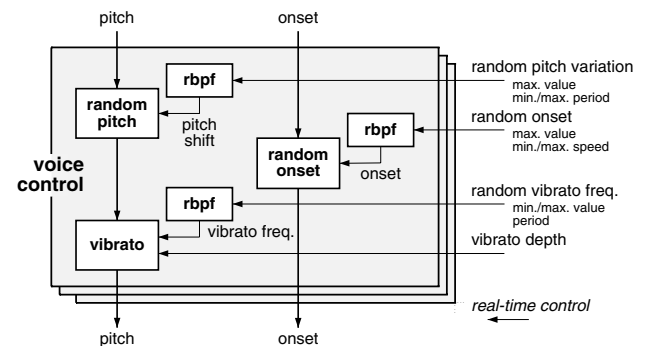 pitch onset
rbpf random pitch variation
max. value
min./max. period
random
pitch
pitch
shift
rbpf random onset
max. value
min./max. speed
random
onset
onset
voice
control
rbpf random vibrato freq.
min./max. value
period
vibrato freq.
vibrato
vibrato depth
real-time control
pitch onset